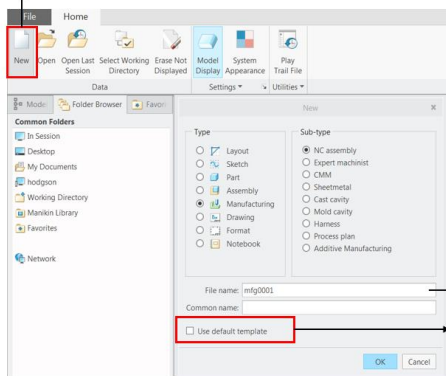 File Home
New Open Open Last Session Select Working Directory Erase Not Displayed Model Display System Appearance Play Trail File
Data Settings Utilities
Model Folder Browser Favori
Common Folders
In Session
Desktop
My Documents
hodgson
Working Directory
Manikin Library
Favorites
Network
New
Type
Layout
Sketch
Part
Assembly
Manufacturing
Drawing
Format
Notebook
Sub-type
NC assembly
Expert machinist
CMM
Sheetmetal
Cast cavity
Mold cavity
Harness
Process plan
Additive Manufacturing
File name: mfg0001
Common name:
Use default template
OK Cancel